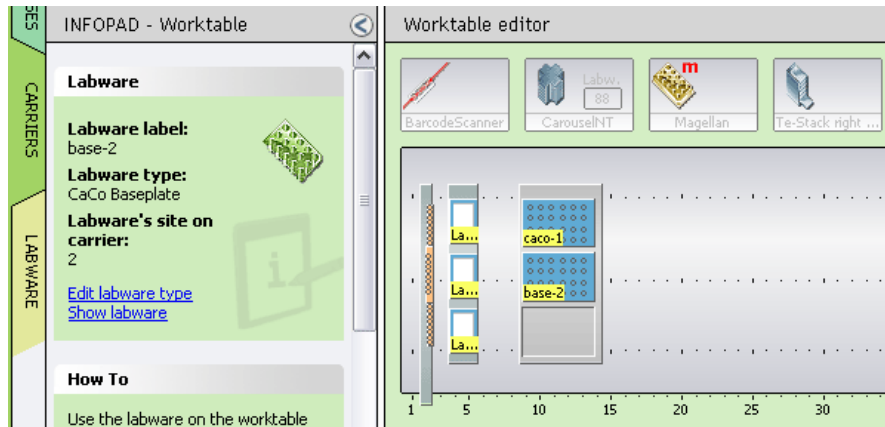 GES
CARRIERS
LABWARE
INFOPAD - Worktable
Labware
Labware label:
base-2
Labware type:
CaCo Baseplate
Labware's site on
carrier:
2
Edit labware type
Show labware
How To
Use the labware on the worktable
Worktable editor
BarcodeScanner
Labw.
88
CarouselNT
m
Magellan
Te-Stack right ...
La...
caco-1
La...
base-2
La...
1 5 10 15 20 25 30